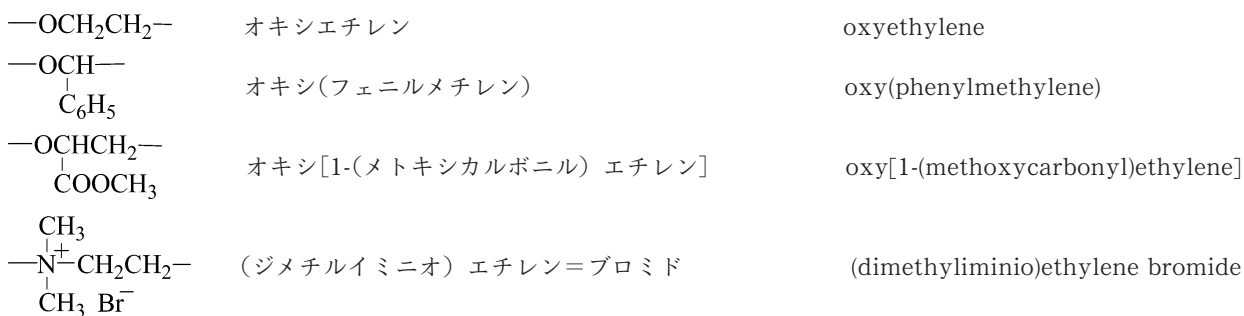 —OCH₂CH₂— オキシエチレン oxyethylene
—OCH— オキシ(フェニルメチレン) oxy(phenylmethylene)
C₆H₅
—OCHCH₂— オキシ[1-(メトキシカルボニル) エチレン] oxy[1-(methoxycarbonyl)ethylene]
COOCH₃
CH₃
—N⁺—CH₂CH₂— (ジメチルイミニオ) エチレン=ブロミド (dimethyliminio)ethylene bromide
CH₃ Br⁻